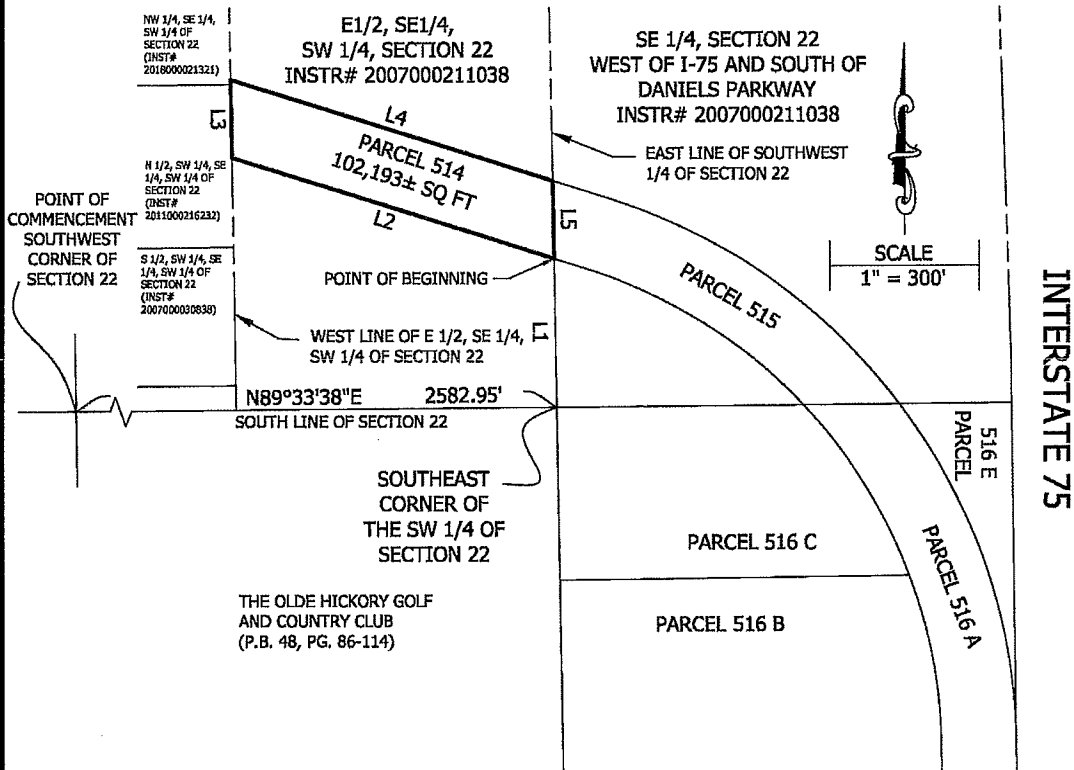 NW 1/4, SE 1/4,
SW 1/4 OF
SECTION 22
(INST#
2018000021321)
E1/2, SE1/4,
SW 1/4, SECTION 22
INSTR# 2007000211038
SE 1/4, SECTION 22
WEST OF I-75 AND SOUTH OF
DANIELS PARKWAY
INSTR# 2007000211038
EAST LINE OF SOUTHWEST
1/4 OF SECTION 22
L3
L4
PARCEL 514
102,193± SQ FT
L2
L5
N 1/2, SW 1/4, SE
1/4, SW 1/4 OF
SECTION 22
(INST#
2011000216232)
POINT OF
COMMENCEMENT
SOUTHWEST
CORNER OF
SECTION 22
S 1/2, SW 1/4, SE
1/4, SW 1/4 OF
SECTION 22
(INST#
2007000030838)
POINT OF BEGINNING
PARCEL 515
SCALE
1" = 300'
INTERSTATE 75
WEST LINE OF E 1/2, SE 1/4,
SW 1/4 OF SECTION 22
L1
N89°33'38"E 2582.95'
SOUTH LINE OF SECTION 22
516 E
PARCEL
SOUTHEAST
CORNER OF
THE SW 1/4 OF
SECTION 22
PARCEL 516 C
PARCEL 516 A
THE OLDE HICKORY GOLF
AND COUNTRY CLUB
(P.B. 48, PG. 86-114)
PARCEL 516 B